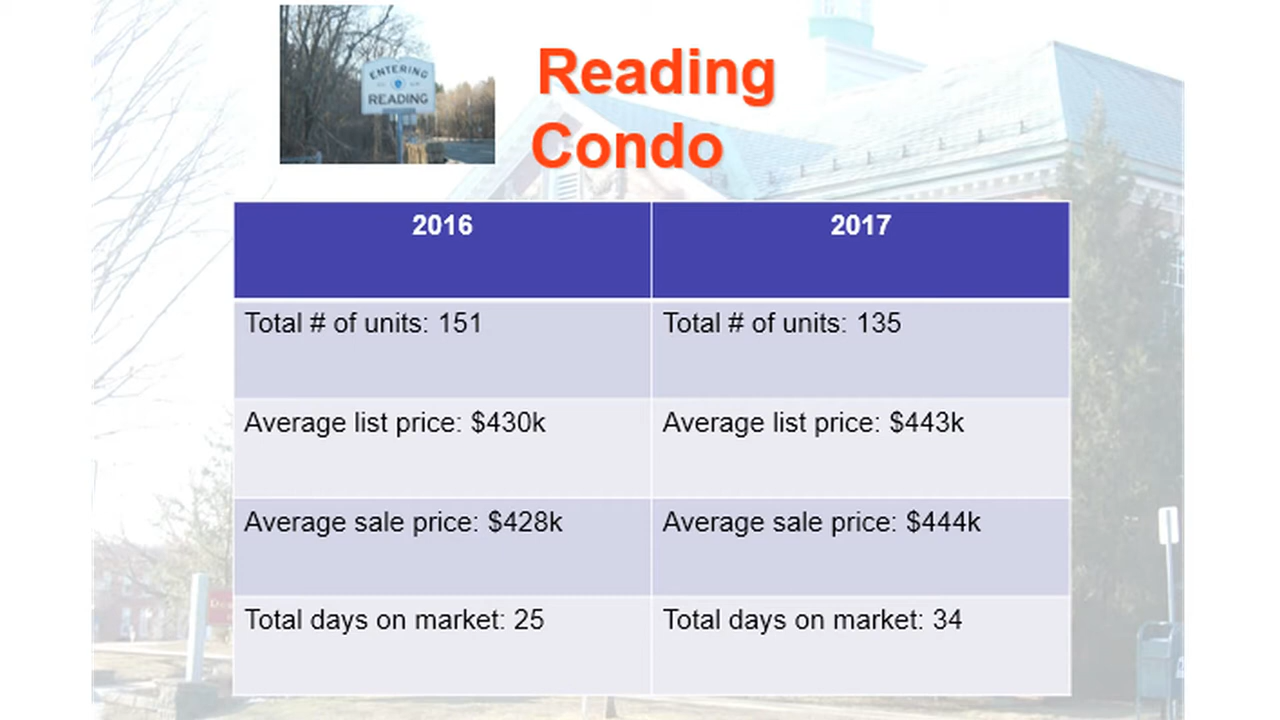 ENTERING
READING
Reading
Condo
2016
2017
Total # of units: 151
Total # of units: 135
Average list price: $430k
Average list price: $443k
Average sale price: $428k
Average sale price: $444k
Total days on market: 25
Total days on market: 34